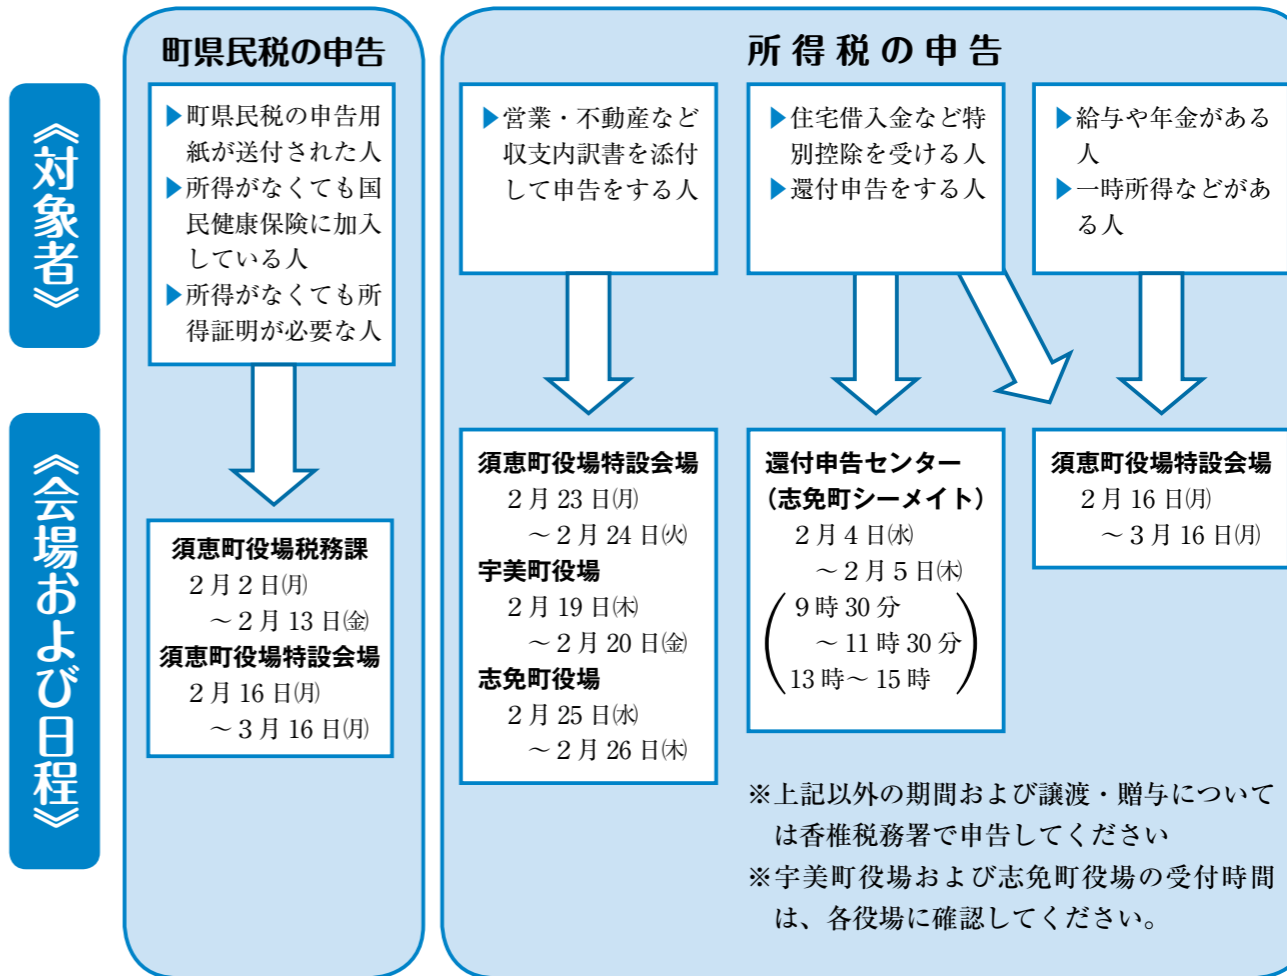 町県民税の申告
所得税の申告
《対象者》
▶町県民税の申告用
紙が送付された人
▶所得がなくても国
民健康保険に加入
している人
▶所得がなくても所
得証明が必要な人
▶営業・不動産など
収支内訳書を添付
して申告をする人
▶住宅借入金など特
別控除を受ける人
▶還付申告をする人
▶給与や年金がある
人
▶一時所得などがあ
る人
《会場および日程》
須恵町役場税務課
2月2日㈪
～2月13日㈮
須恵町役場特設会場
2月16日㈪
～3月16日㈪
須恵町役場特設会場
2月23日㈪
～2月24日㈫
宇美町役場
2月19日㈭
～2月20日㈮
志免町役場
2月25日㈬
～2月26日㈭
還付申告センター
（志免町シーメイト）
2月4日㈬
～2月5日㈭
（9時30分
～11時30分
13時～15時）
須恵町役場特設会場
2月16日㈪
～3月16日㈪
※上記以外の期間および譲渡・贈与について
は香椎税務署で申告してください
※宇美町役場および志免町役場の受付時間
は、各役場に確認してください。